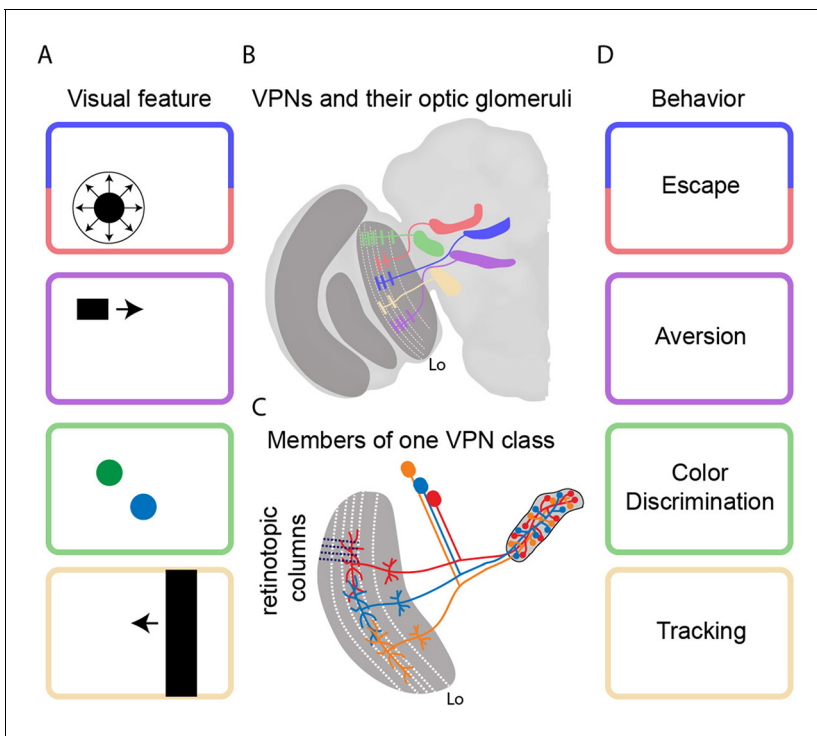 A
Visual feature
B
VPNs and their optic glomeruli
Lo
C
Members of one VPN class
retinotopic
columns
Lo
D
Behavior
Escape
Aversion
Color
Discrimination
Tracking